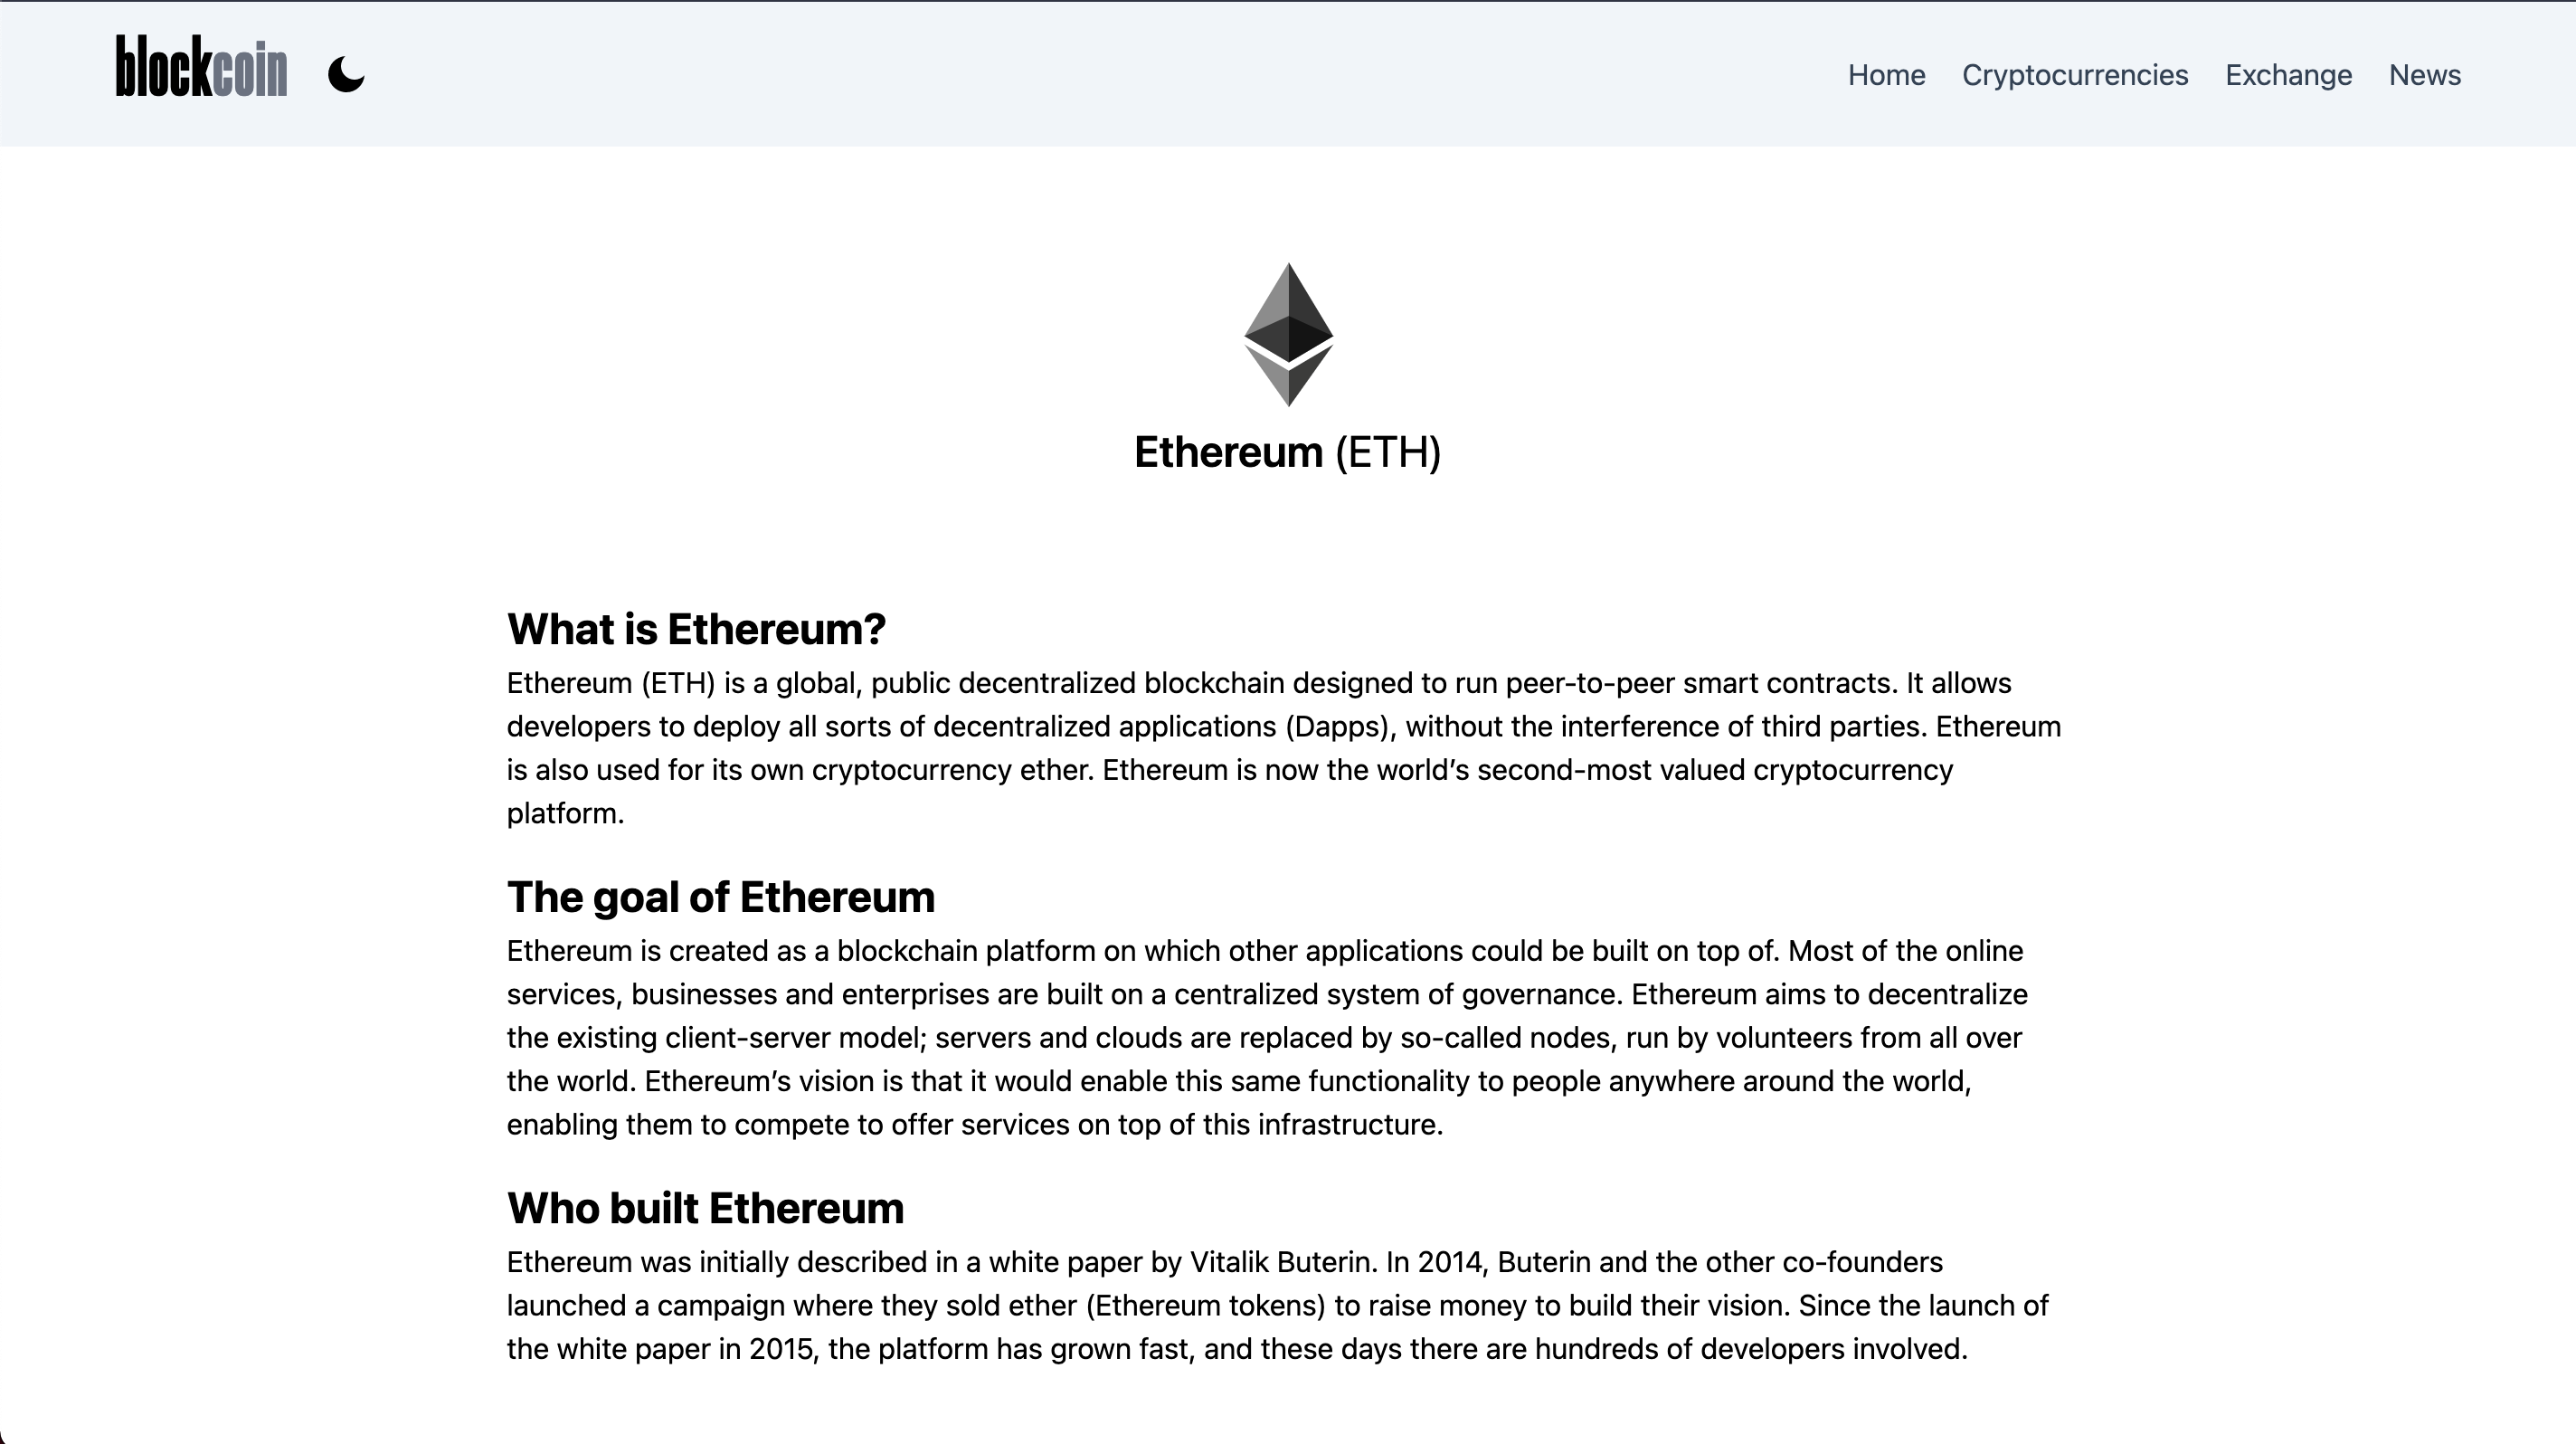 blockcoin
Home Cryptocurrencies Exchange News
Ethereum (ETH)
What is Ethereum?
Ethereum (ETH) is a global, public decentralized blockchain designed to run peer-to-peer smart contracts. It allows
developers to deploy all sorts of decentralized applications (Dapps), without the interference of third parties. Ethereum
is also used for its own cryptocurrency ether. Ethereum is now the world’s second-most valued cryptocurrency
platform.
The goal of Ethereum
Ethereum is created as a blockchain platform on which other applications could be built on top of. Most of the online
services, businesses and enterprises are built on a centralized system of governance. Ethereum aims to decentralize
the existing client-server model; servers and clouds are replaced by so-called nodes, run by volunteers from all over
the world. Ethereum’s vision is that it would enable this same functionality to people anywhere around the world,
enabling them to compete to offer services on top of this infrastructure.
Who built Ethereum
Ethereum was initially described in a white paper by Vitalik Buterin. In 2014, Buterin and the other co-founders
launched a campaign where they sold ether (Ethereum tokens) to raise money to build their vision. Since the launch of
the white paper in 2015, the platform has grown fast, and these days there are hundreds of developers involved.